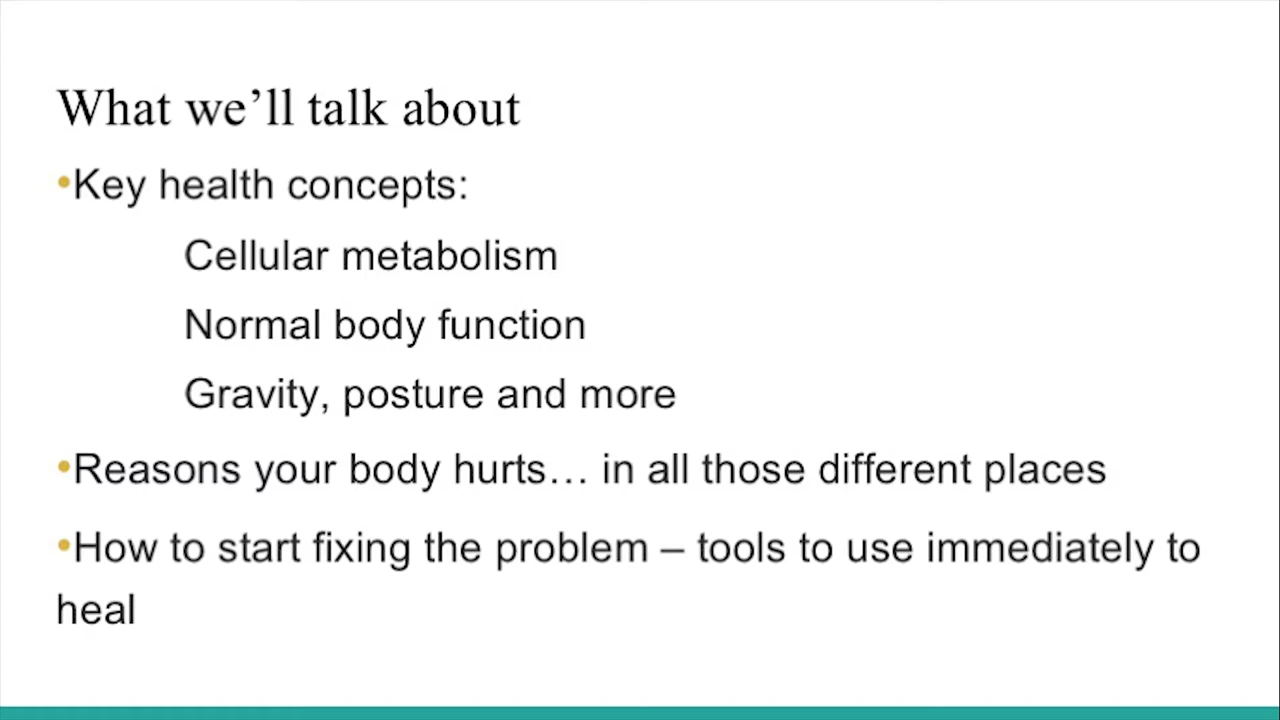 What we’ll talk about
•Key health concepts:
Cellular metabolism
Normal body function
Gravity, posture and more
•Reasons your body hurts… in all those different places
•How to start fixing the problem – tools to use immediately to
heal